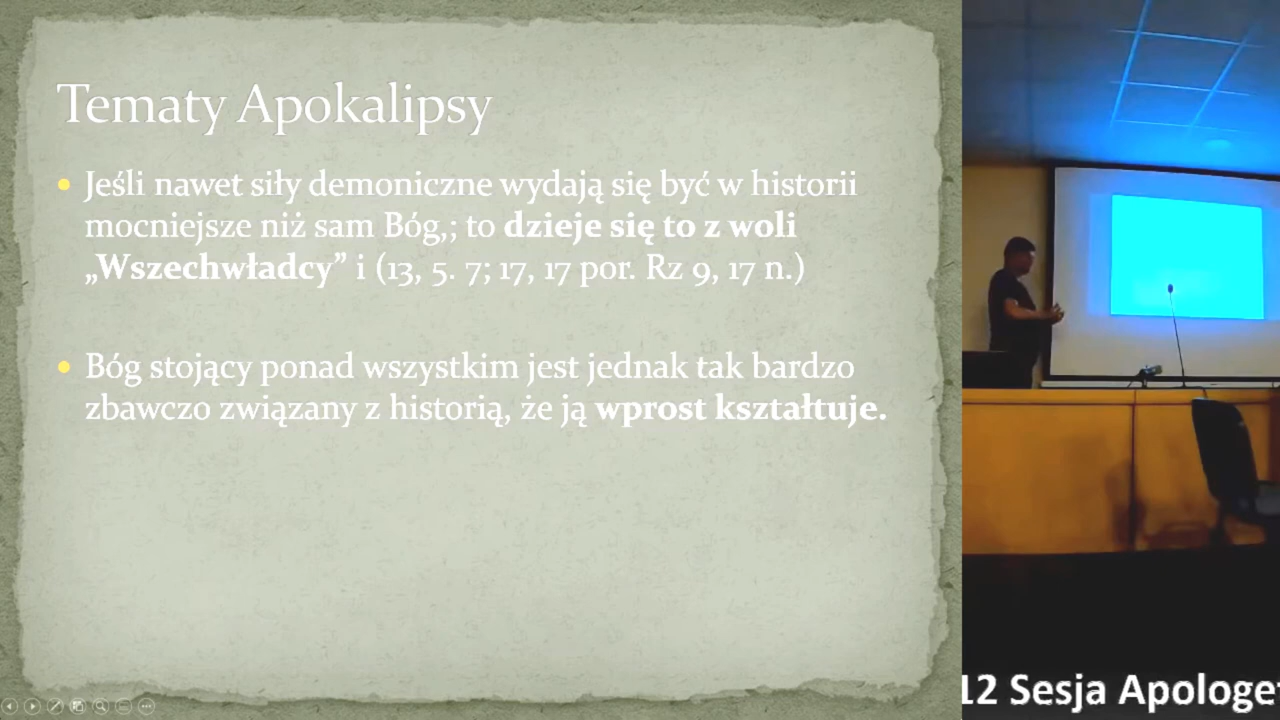 Tematy Apokalipsy
Jeśli nawet siły demoniczne wydają się być w historii
mocniejsze niż sam Bóg,; to dzieje się to z woli
„Wszechwładcy” i (13, 5. 7; 17, 17 por. Rz 9, 17 n.)
Bóg stojący ponad wszystkim jest jednak tak bardzo
zbawczo związany z historią, że ją wprost kształtuje.
12 Sesja Apologet